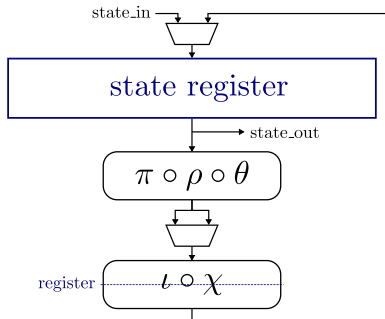 state_in
state register
state_out
π ∘ ρ ∘ θ
register
ι ∘ χ